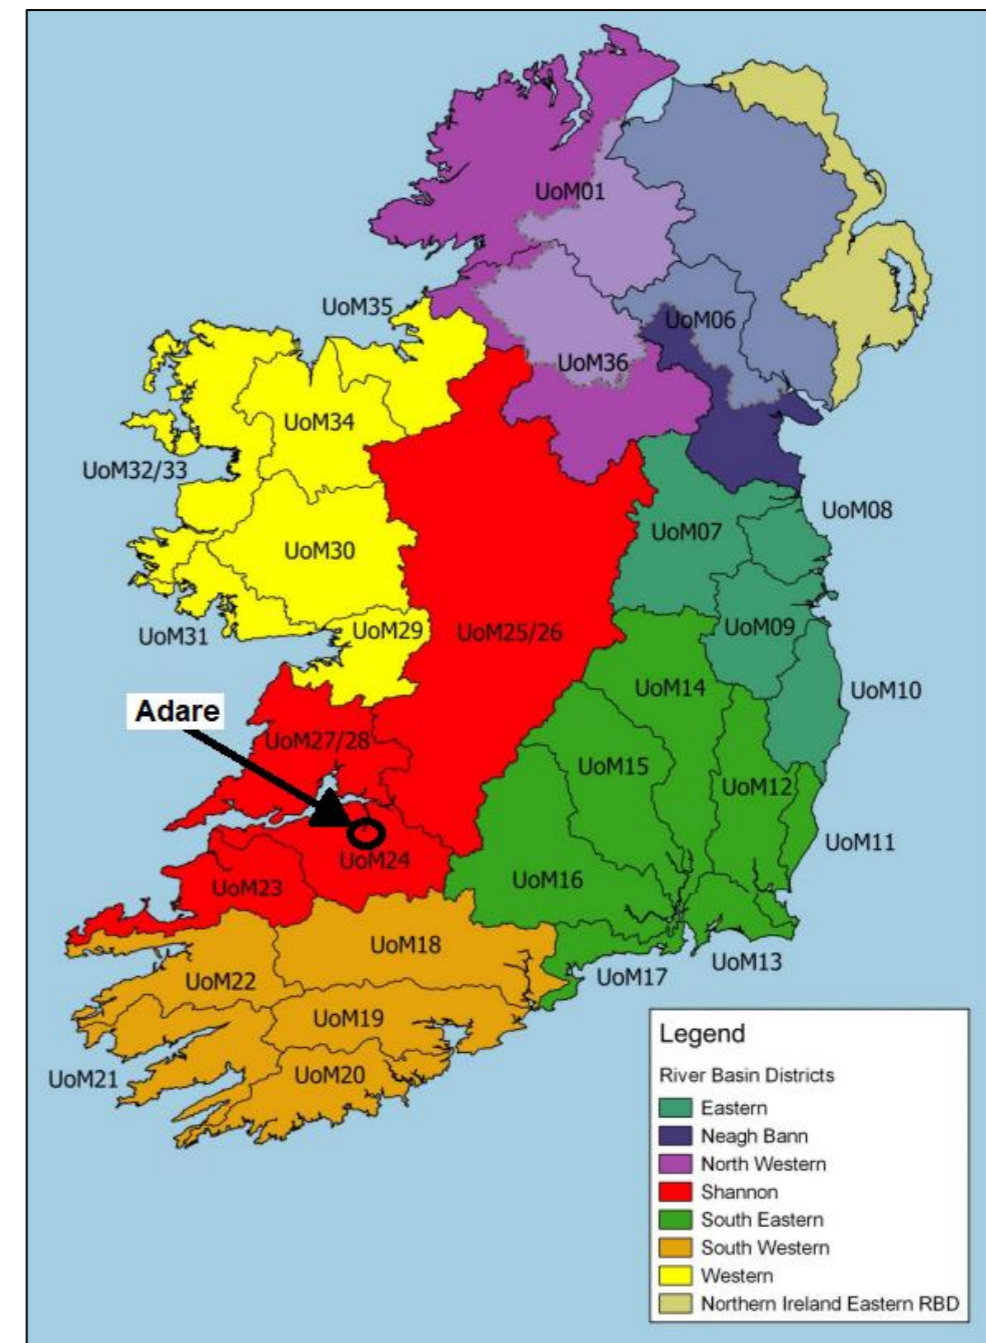 UoM01
UoM35
UoM06
UoM36
UoM34
UoM32/33
UoM08
UoM07
UoM30
UoM31
UoM29
UoM25/26
UoM09
UoM14
UoM10
Adare
UoM27/28
UoM15
UoM12
UoM11
UoM24
UoM23
UoM16
UoM18
UoM22
UoM17
UoM13
UoM19
UoM21
UoM20
Legend
River Basin Districts
Eastern
Neagh Bann
North Western
Shannon
South Eastern
South Western
Western
Northern Ireland Eastern RBD